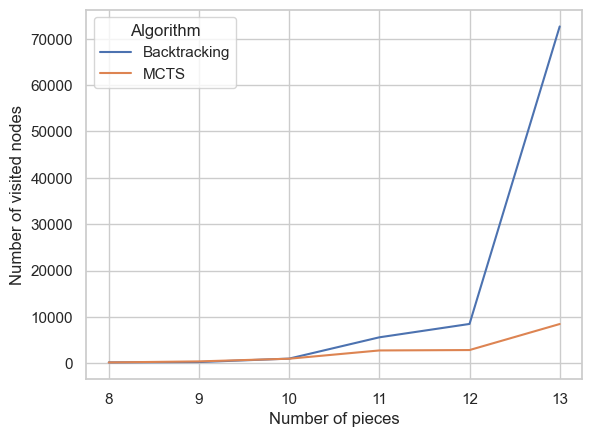 Algorithm
Backtracking
MCTS
Number of visited nodes
70000
60000
50000
40000
30000
20000
10000
0
8 9 10 11 12 13
Number of pieces